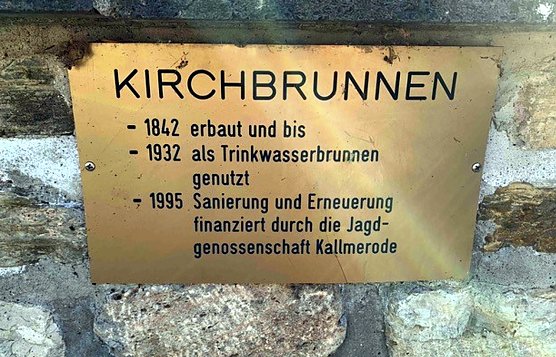 KIRCHBRUNNEN
- 1842 erbaut und bis
- 1932 als Trinkwasserbrunnen
genutzt
- 1995 Sanierung und Erneuerung
finanziert durch die Jagd-
genossenschaft Kallmerode